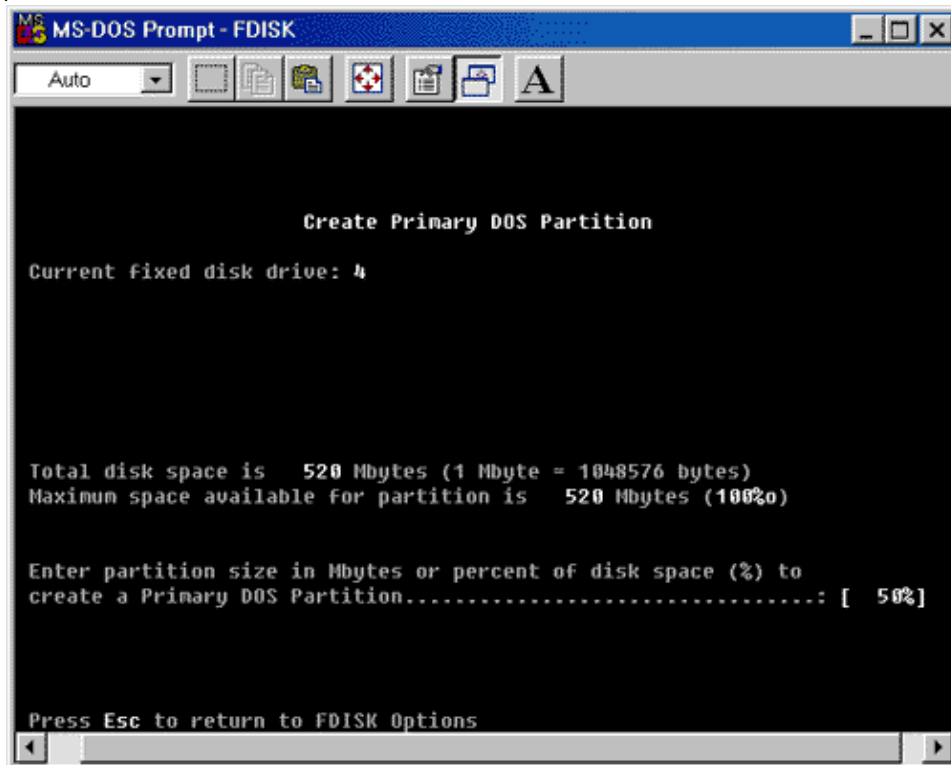 MS-DOS Prompt - FDISK
Auto
A
Create Primary DOS Partition
Current fixed disk drive: 4
Total disk space is 520 Mbytes (1 Mbyte = 1048576 bytes)
Maximum space available for partition is 520 Mbytes (100%o)
Enter partition size in Mbytes or percent of disk space (%) to
create a Primary DOS Partition.................................: [ 50%]
Press Esc to return to FDISK Options